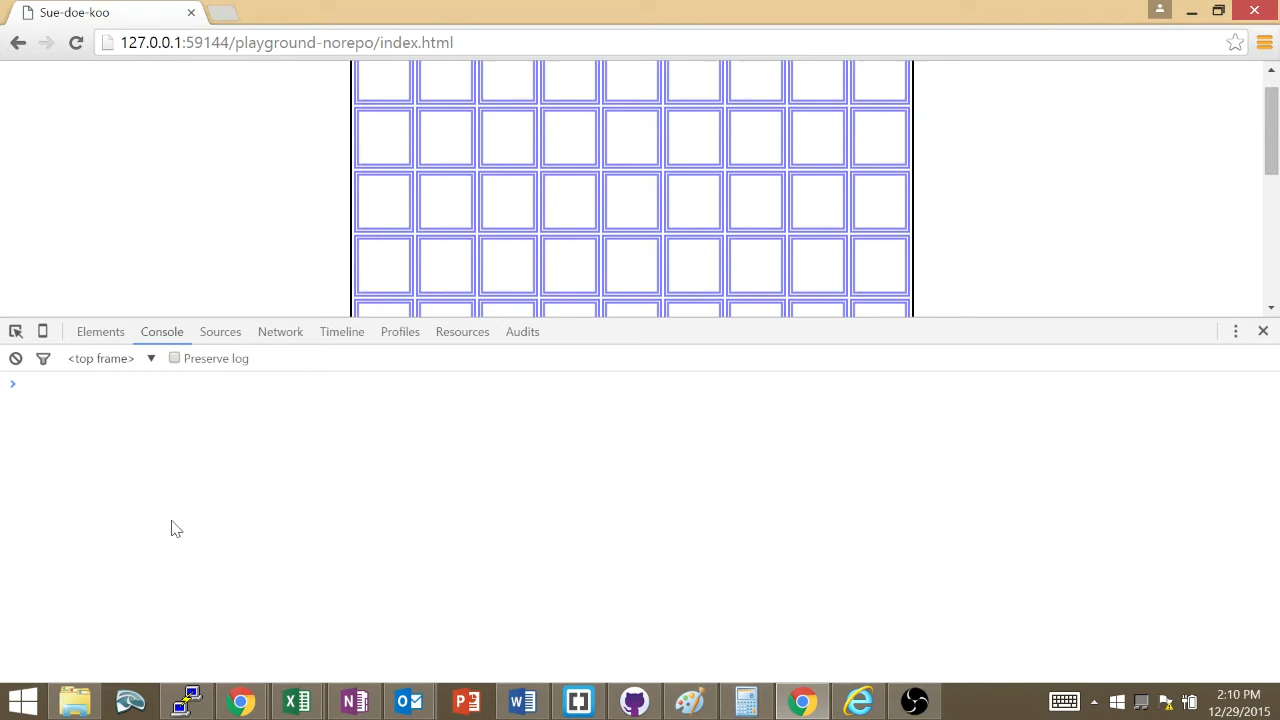 Sue-doe-koo
127.0.0.1:59144/playground-norepo/index.html
Elements Console Sources Network Timeline Profiles Resources Audits
<top frame> Preserve log
2:10 PM
12/29/2015